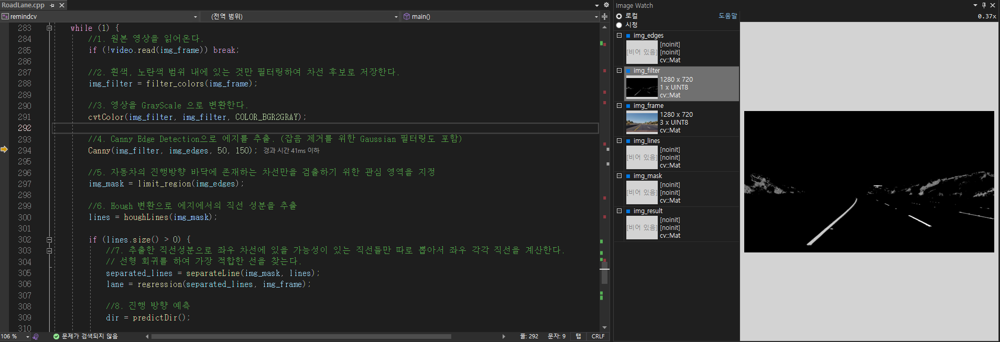 RoadLane.cpp
remindcv
(전역 범위)
main()
283 while (1) {
284 //1. 원본 영상을 읽어온다.
285 if (!video.read(img_frame)) break;
286
287 //2. 흰색, 노란색 범위 내에 있는 것만 필터링하여 차선 후보로 저장한다.
288 img_filter = filter_colors(img_frame);
289
290 //3. 영상을 GrayScale 으로 변환한다.
291 cvtColor(img_filter, img_filter, COLOR_BGR2GRAY);
292
293 //4. Canny Edge Detection으로 에지를 추출. (잡음 제거를 위한 Gaussian 필터링도 포함)
294 Canny(img_filter, img_edges, 50, 150); 경과 시간 41ms 이하
295
296 //5. 자동차의 진행방향 바닥에 존재하는 차선만을 검출하기 위한 관심 영역을 지정
297 img_mask = limit_region(img_edges);
298
299 //6. Hough 변환으로 에지에서의 직선 성분을 추출
300 lines = houghLines(img_mask);
301
302 if (lines.size() > 0) {
303 //7. 추출한 직선성분으로 좌우 차선에 있을 가능성이 있는 직선들만 따로 뽑아서 좌우 각각 직선을 계산한다.
304 // 선형 회귀를 하여 가장 적합한 선을 찾는다.
305 separated_lines = separateLine(img_mask, lines);
306 lane = regression(separated_lines, img_frame);
307
308 //8. 진행 방향 예측
309 dir = predictDir();
310
106 %
문제가 검색되지 않음
줄: 292
문자: 9
탭
CRLF
Image Watch
로컬
도움말
0.37x
시청
img_edges
[비어 있음]
[noinit]
[noinit]
cv::Mat
img_filter
1280 x 720
1 x UINT8
cv::Mat
img_frame
1280 x 720
3 x UINT8
cv::Mat
img_lines
[비어 있음]
[noinit]
[noinit]
cv::Mat
img_mask
[비어 있음]
[noinit]
[noinit]
cv::Mat
img_result
[비어 있음]
[noinit]
[noinit]
cv::Mat